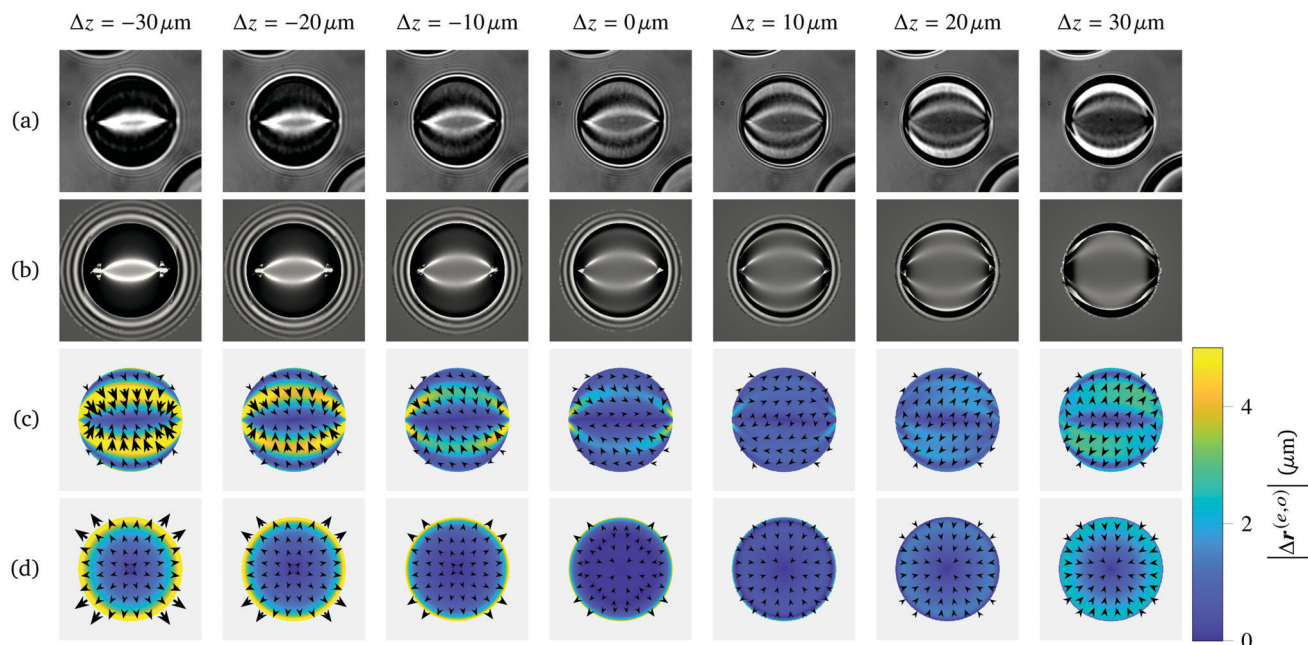 Δz = −30 μm Δz = −20 μm Δz = −10 μm Δz = 0 μm Δz = 10 μm Δz = 20 μm Δz = 30 μm
(a)
(b)
(c)
(d)
4
2
0
|Δr^(e,o)| (μm)